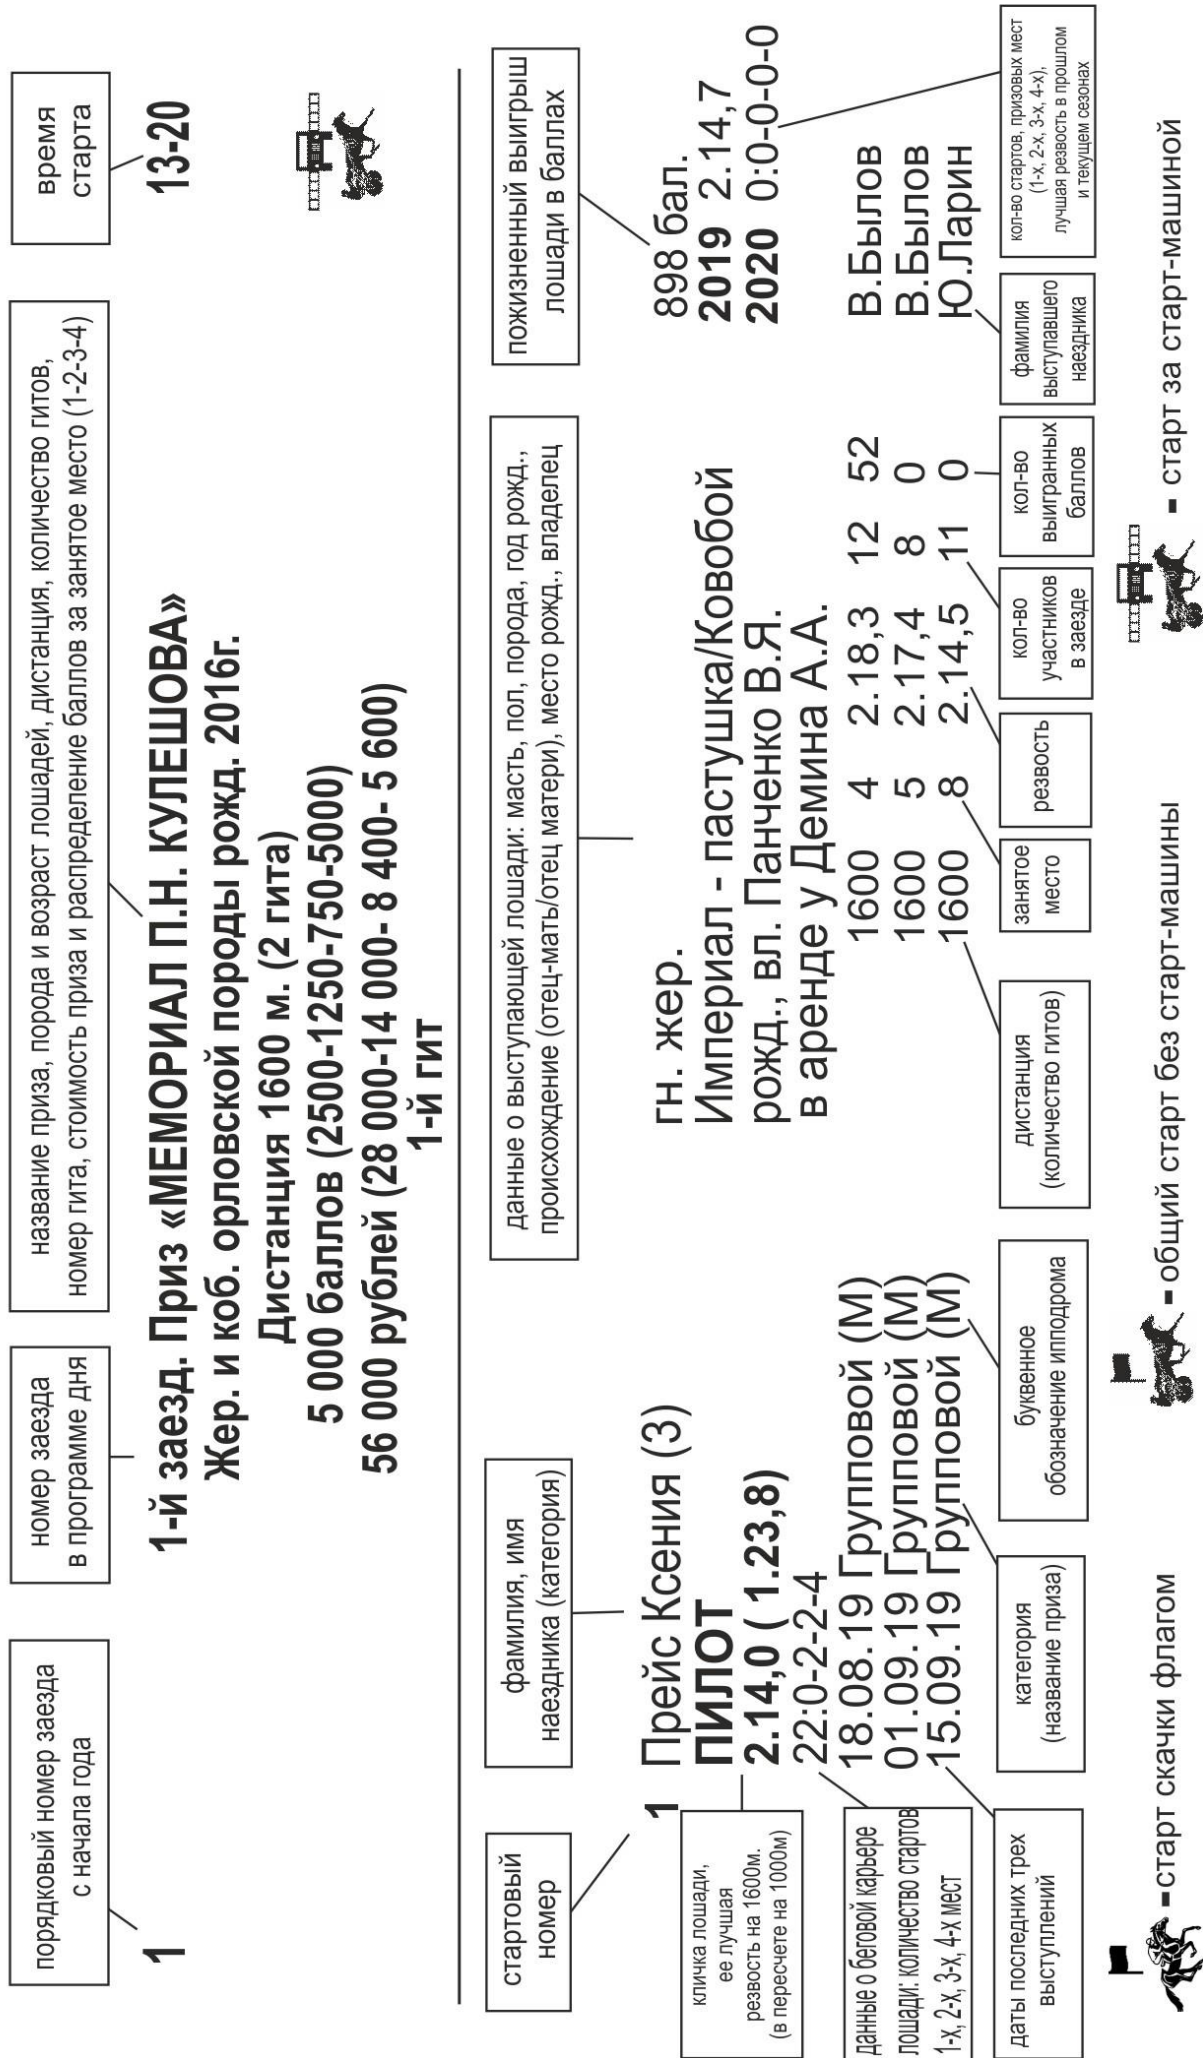 порядковый номер заезда
с начала года
номер заезда
в программе дня
название приза, порода и возраст лошадей, дистанция, количество гитов,
номер гита, стоимость приза и распределение баллов за занятое место (1-2-3-4)
время
старта
1
1-й заезд. Приз «МЕМОРИАЛ П.Н. КУЛЕШОВА»
13-20
Жер. и коб. орловской породы рожд. 2016г.
Дистанция 1600 м. (2 гита)
5 000 баллов (2500-1250-750-5000)
56 000 рублей (28 000-14 000- 8 400- 5 600)
1-й гит
стартовый
номер
фамилия, имя
наездника (категория)
данные о выступающей лошади: масть, пол, порода, год рожд.,
происхождение (отец-мать/отец матери), место рожд., владелец
пожизненный выигрыш
лошади в баллах
1 Прейс Ксения (3)
гн. жер.
898 бал.
ПИЛОТ
Империал - пастушка/Ковобой
2019 2.14,7
2.14,0 ( 1.23,8)
рожд., вл. Панченко В.Я.
2020 0:0-0-0-0
22:0-2-2-4
в аренде у Демина А.А.
кличка лошади,
ее лучшая
резвость на 1600м.
(в пересчете на 1000м)
18.08.19 Групповой (М) 1600 4 2.18,3 12 52 В.Былов
01.09.19 Групповой (М) 1600 5 2.17,4 8 0 В.Былов
15.09.19 Групповой (М) 1600 8 2.14,5 11 0 Ю.Ларин
данные о беговой карьере
лошади: количество стартов
1-х, 2-х, 3-х, 4-х мест
даты последних трех
выступлений
категория
(название приза)
буквенное
обозначение ипподрома
дистанция
(количество гитов)
занятое
место
резвость
кол-во
участников
в заезде
кол-во
выигранных
баллов
фамилия
выступавшего
наездника
кол-во стартов, призовых мест
(1-х, 2-х, 3-х, 4-х),
лучшая резвость в прошлом
и текущем сезонах
- старт скачки флагом
- общий старт без старт-машины
- старт за старт-машиной